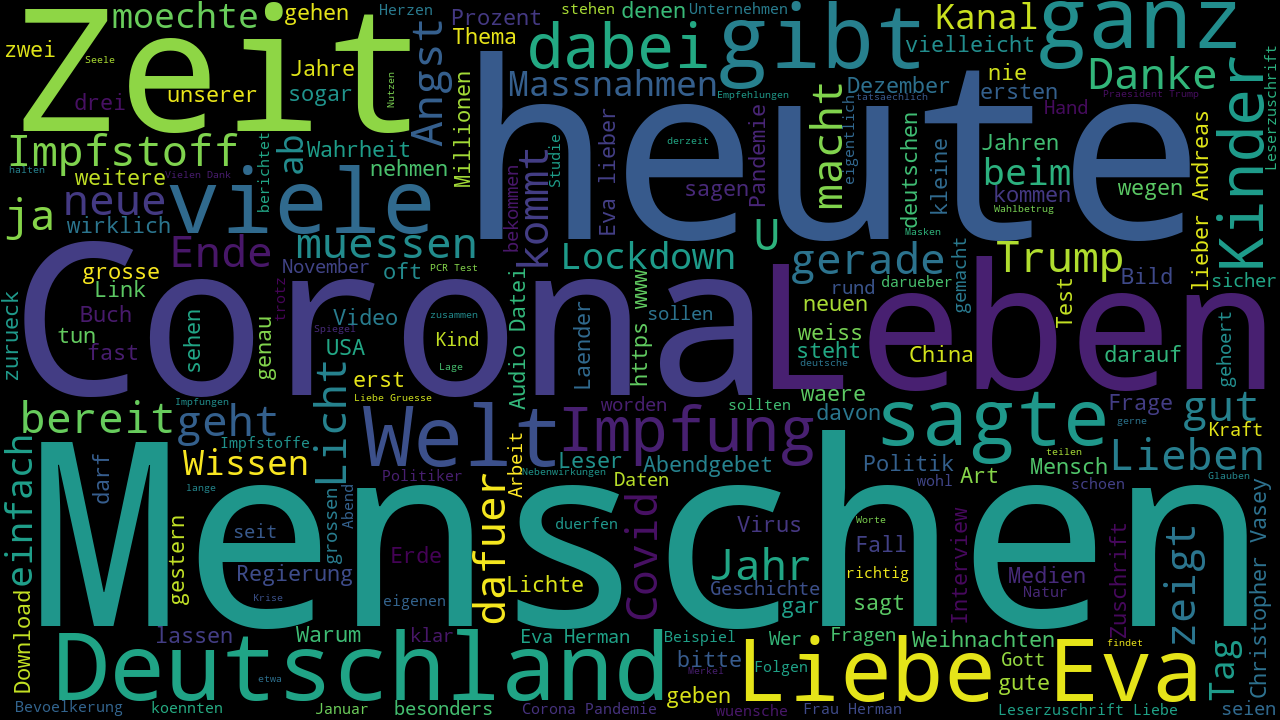 Zeit
heute
Corona
Leben
Menschen
Deutschland
Liebe
Eva
viele
Welt
Impfung
sagte
dabei
gibt
ganz
Kinder
moechte
gehen
Herzen
Prozent
Thema
stehen
denen
Unternehmen
Kanal
vielleicht
zwei
Seele
Jahre
Nutzen
Angst
Massnahmen
Empfehlungen
Dezember
tatsaechlich
nie
ersten
Danke
Praesident Trump
Leserzuschrift
drei
unserer
sogar
Millionen
derzeit
macht
eigentlich
Hand
Impfstoff
ab
Wahrheit
Studie
Eva lieber
Pandemie
deutschen
kleine
Jahren
beim
wegen
lieber Andreas
halten
weitere
Vielen Dank
berichtet
nehmen
sagen
kommen
ja
neue
wirklich
bekommen
kommt
Masken
Wahlbetrug
Ende
muessen
U
Lockdown
gerade
Trump
grosse
November
oft
PCR Test
rund
darueber
gemacht
Bild
sicher
zurueck
Link
Buch
trotz
Audio Datei
https www
sollen
neuen
Test
tun
fast
sehen
genau
Spiegel
Video
zusammen
USA
Kind
Laender
weiss
steht
deutsche
China
darauf
gehoert
Lage
erst
Liebe Gruesse
waere
bereit
Impfungen
geht
Licht
worden
sollten
davon
Frage
gerne
gut
Kraft
Impfstoffe
einfach
darf
Wissen
Politiker
Arbeit
Nebenwirkungen
Leser
Daten
Abendgebet
Politik
wohl
Art
teilen
Mensch
schoen
Lieben
Glauben
lange
grossen
Abend
dafuer
duerfen
Covid
Virus
Worte
Fall
Interview
Medien
Natur
Zuschrift
zeigt
Christopher Vasey
gestern
seit
Regierung
Krise
Erde
eigenen
Lichte
Jahr
Geschichte
gar
richtig
sagt
Download
lassen
Warum
klar
Eva Herman
Beispiel
Wer
Fragen
Weihnachten
findet
Tag
bitte
Merkel
Folgen
Gott
gute
etwa
geben
Bevoelkerung
koennten
Januar
besonders
Corona Pandemie
wuensche
Frau Herman
Leserzuschrift Liebe
seien